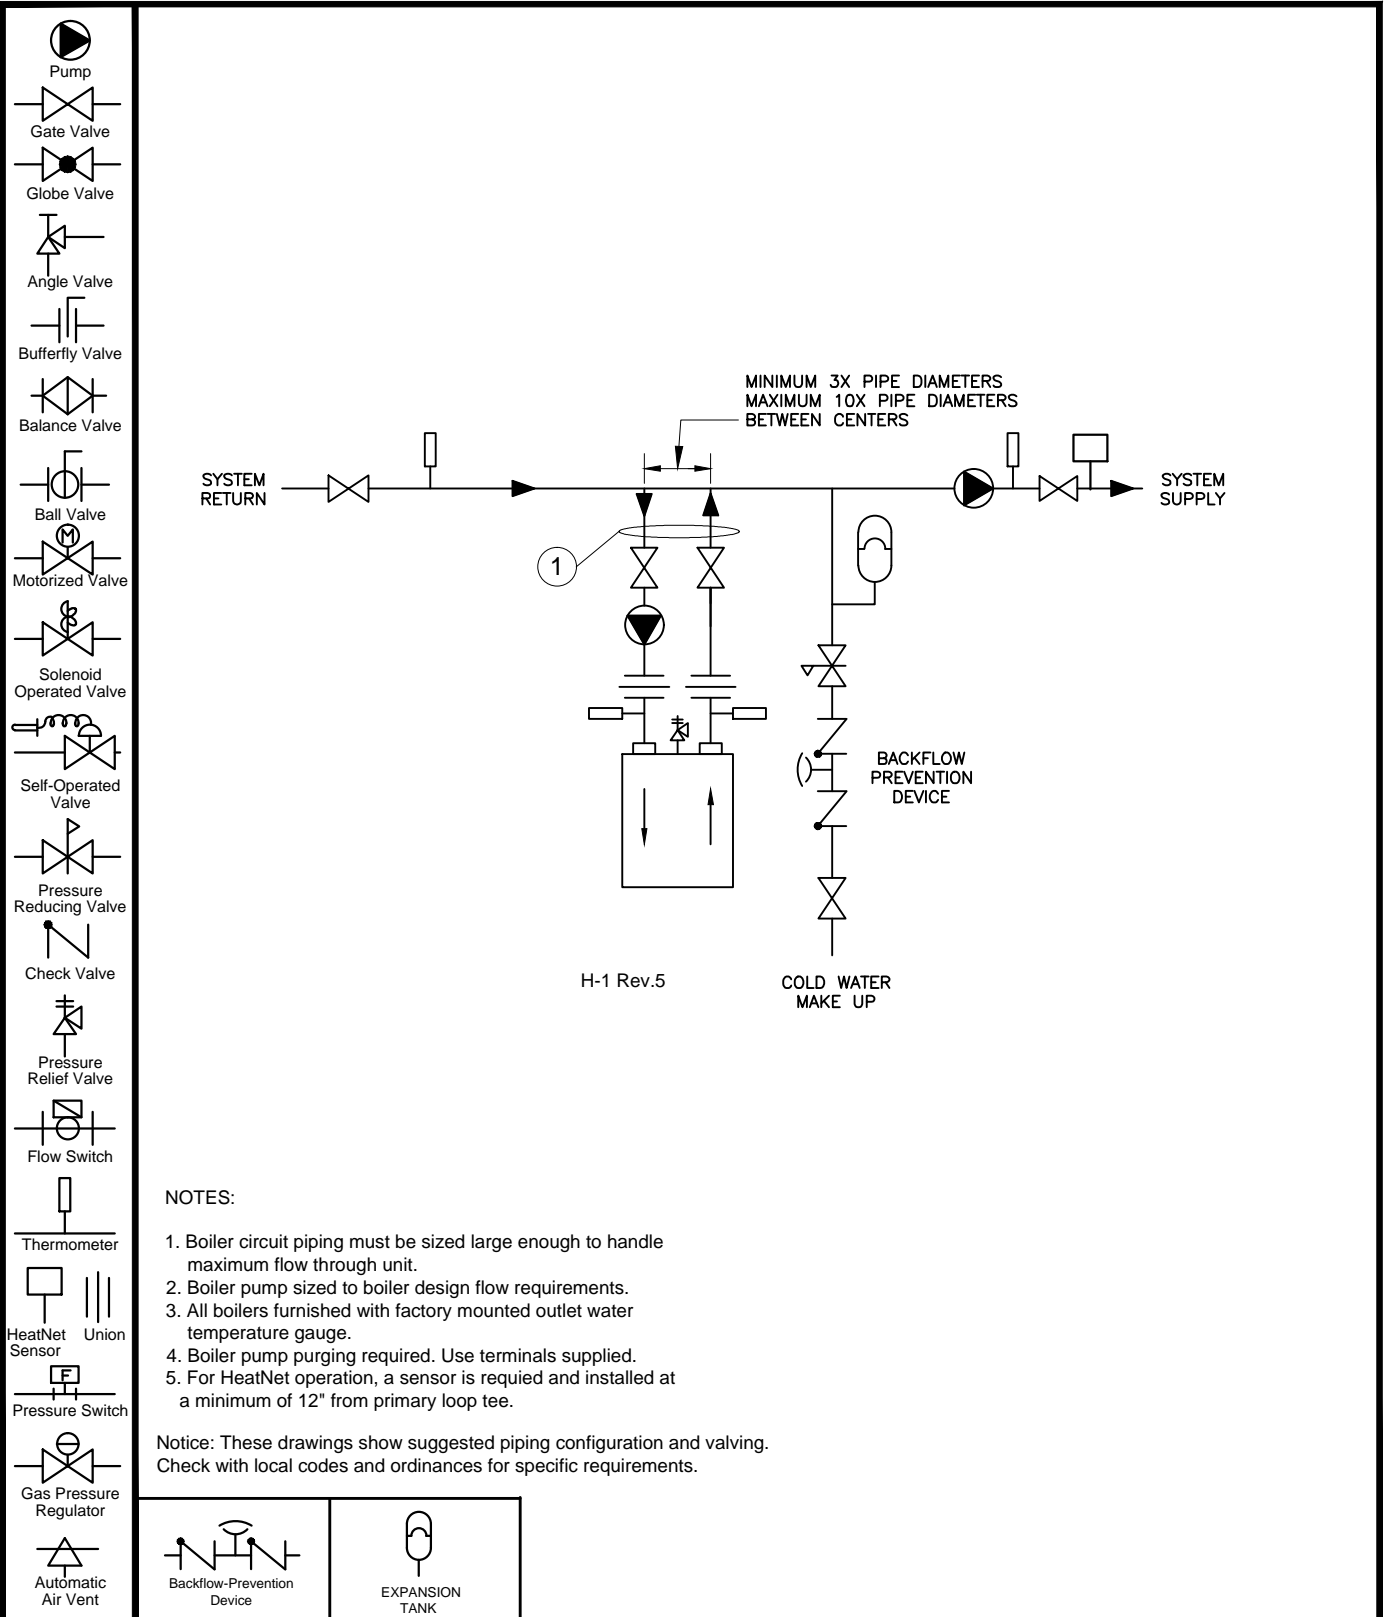 Pump
Gate Valve
Globe Valve
Angle Valve
Bufferfly Valve
Balance Valve
Ball Valve
M
Motorized Valve
Solenoid
Operated Valve
Self-Operated
Valve
Pressure
Reducing Valve
Check Valve
Pressure
Relief Valve
Flow Switch
Thermometer
HeatNet
Sensor
Union
F
Pressure Switch
Gas Pressure
Regulator
Automatic
Air Vent
MINIMUM 3X PIPE DIAMETERS
MAXIMUM 10X PIPE DIAMETERS
BETWEEN CENTERS
SYSTEM
RETURN
SYSTEM
SUPPLY
1
BACKFLOW
PREVENTION
DEVICE
H-1 Rev.5
COLD WATER
MAKE UP
NOTES:
1. Boiler circuit piping must be sized large enough to handle
maximum flow through unit.
2. Boiler pump sized to boiler design flow requirements.
3. All boilers furnished with factory mounted outlet water
temperature gauge.
4. Boiler pump purging required. Use terminals supplied.
5. For HeatNet operation, a sensor is requied and installed at
a minimum of 12" from primary loop tee.
Notice: These drawings show suggested piping configuration and valving.
Check with local codes and ordinances for specific requirements.
Backflow-Prevention
Device
EXPANSION
TANK